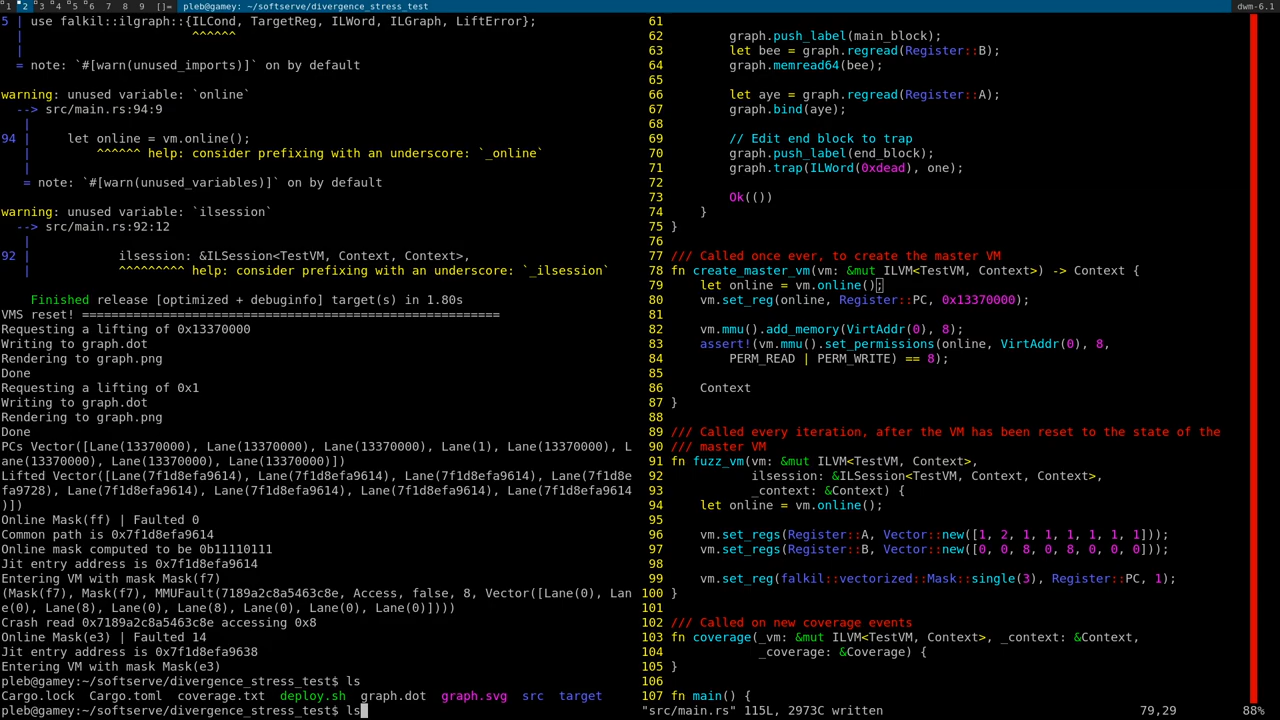 1 2 3 4 5 6 7 8 9 []= pleb@gamey: ~/softserve/divergence_stress_test dwm-6.1
5 | use falkil::ilgraph::{ILCond, TargetReg, ILWord, ILGraph, LiftError};
  |                       ^^^^^^
  |
  = note: `#[warn(unused_imports)]` on by default
warning: unused variable: `online`
  --> src/main.rs:94:9
   |
94 |     let online = vm.online();
   |         ^^^^^^ help: consider prefixing with an underscore: `_online`
   |
   = note: `#[warn(unused_variables)]` on by default
warning: unused variable: `ilsession`
  --> src/main.rs:92:12
   |
92 |            ilsession: &ILSession<TestVM, Context, Context>,
   |            ^^^^^^^^^ help: consider prefixing with an underscore: `_ilsession`
    Finished release [optimized + debuginfo] target(s) in 1.80s
VMS reset! =====================================================
Requesting a lifting of 0x13370000
Writing to graph.dot
Rendering to graph.png
Done
Requesting a lifting of 0x1
Writing to graph.dot
Rendering to graph.png
Done
PCs Vector([Lane(13370000), Lane(13370000), Lane(13370000), Lane(1), Lane(13370000), L
ane(13370000), Lane(13370000), Lane(13370000)])
Lifted Vector([Lane(7f1d8efa9614), Lane(7f1d8efa9614), Lane(7f1d8efa9614), Lane(7f1d8e
fa9728), Lane(7f1d8efa9614), Lane(7f1d8efa9614), Lane(7f1d8efa9614), Lane(7f1d8efa9614
)])
Online Mask(ff) | Faulted 0
Common path is 0x7f1d8efa9614
Online mask computed to be 0b11110111
Jit entry address is 0x7f1d8efa9614
Entering VM with mask Mask(f7)
(Mask(f7), Mask(f7), MMUFault(7189a2c8a5463c8e, Access, false, 8, Vector([Lane(0), Lan
e(0), Lane(8), Lane(0), Lane(8), Lane(0), Lane(0), Lane(0)])))
Crash read 0x7189a2c8a5463c8e accessing 0x8
Online Mask(e3) | Faulted 14
Jit entry address is 0x7f1d8efa9638
Entering VM with mask Mask(e3)
pleb@gamey:~/softserve/divergence_stress_test$ ls
Cargo.lock  Cargo.toml  coverage.txt  deploy.sh  graph.dot  graph.svg  src  target
pleb@gamey:~/softserve/divergence_stress_test$ ls
61
62         graph.push_label(main_block);
63         let bee = graph.regread(Register::B);
64         graph.memread64(bee);
65
66         let aye = graph.regread(Register::A);
67         graph.bind(aye);
68
69         // Edit end block to trap
70         graph.push_label(end_block);
71         graph.trap(ILWord(0xdead), one);
72
73         Ok(())
74     }
75 }
76
77 /// Called once ever, to create the master VM
78 fn create_master_vm(vm: &mut ILVM<TestVM, Context>) -> Context {
79     let online = vm.online();
80     vm.set_reg(online, Register::PC, 0x13370000);
81
82     vm.mmu().add_memory(VirtAddr(0), 8);
83     assert!(vm.mmu().set_permissions(online, VirtAddr(0), 8,
84         PERM_READ | PERM_WRITE) == 8);
85
86     Context
87 }
88
89 /// Called every iteration, after the VM has been reset to the state of the
90 /// master VM
91 fn fuzz_vm(vm: &mut ILVM<TestVM, Context>,
92            ilsession: &ILSession<TestVM, Context, Context>,
93            _context: &Context) {
94     let online = vm.online();
95
96     vm.set_regs(Register::A, Vector::new([1, 2, 1, 1, 1, 1, 1, 1]));
97     vm.set_regs(Register::B, Vector::new([0, 0, 8, 0, 8, 0, 0, 0]));
98
99     vm.set_reg(falkil::vectorized::Mask::single(3), Register::PC, 1);
100 }
101
102 /// Called on new coverage events
103 fn coverage(_vm: &mut ILVM<TestVM, Context>, _context: &Context,
104             _coverage: &Coverage) {
105 }
106
107 fn main() {
"src/main.rs" 115L, 2973C written 79,29 88%